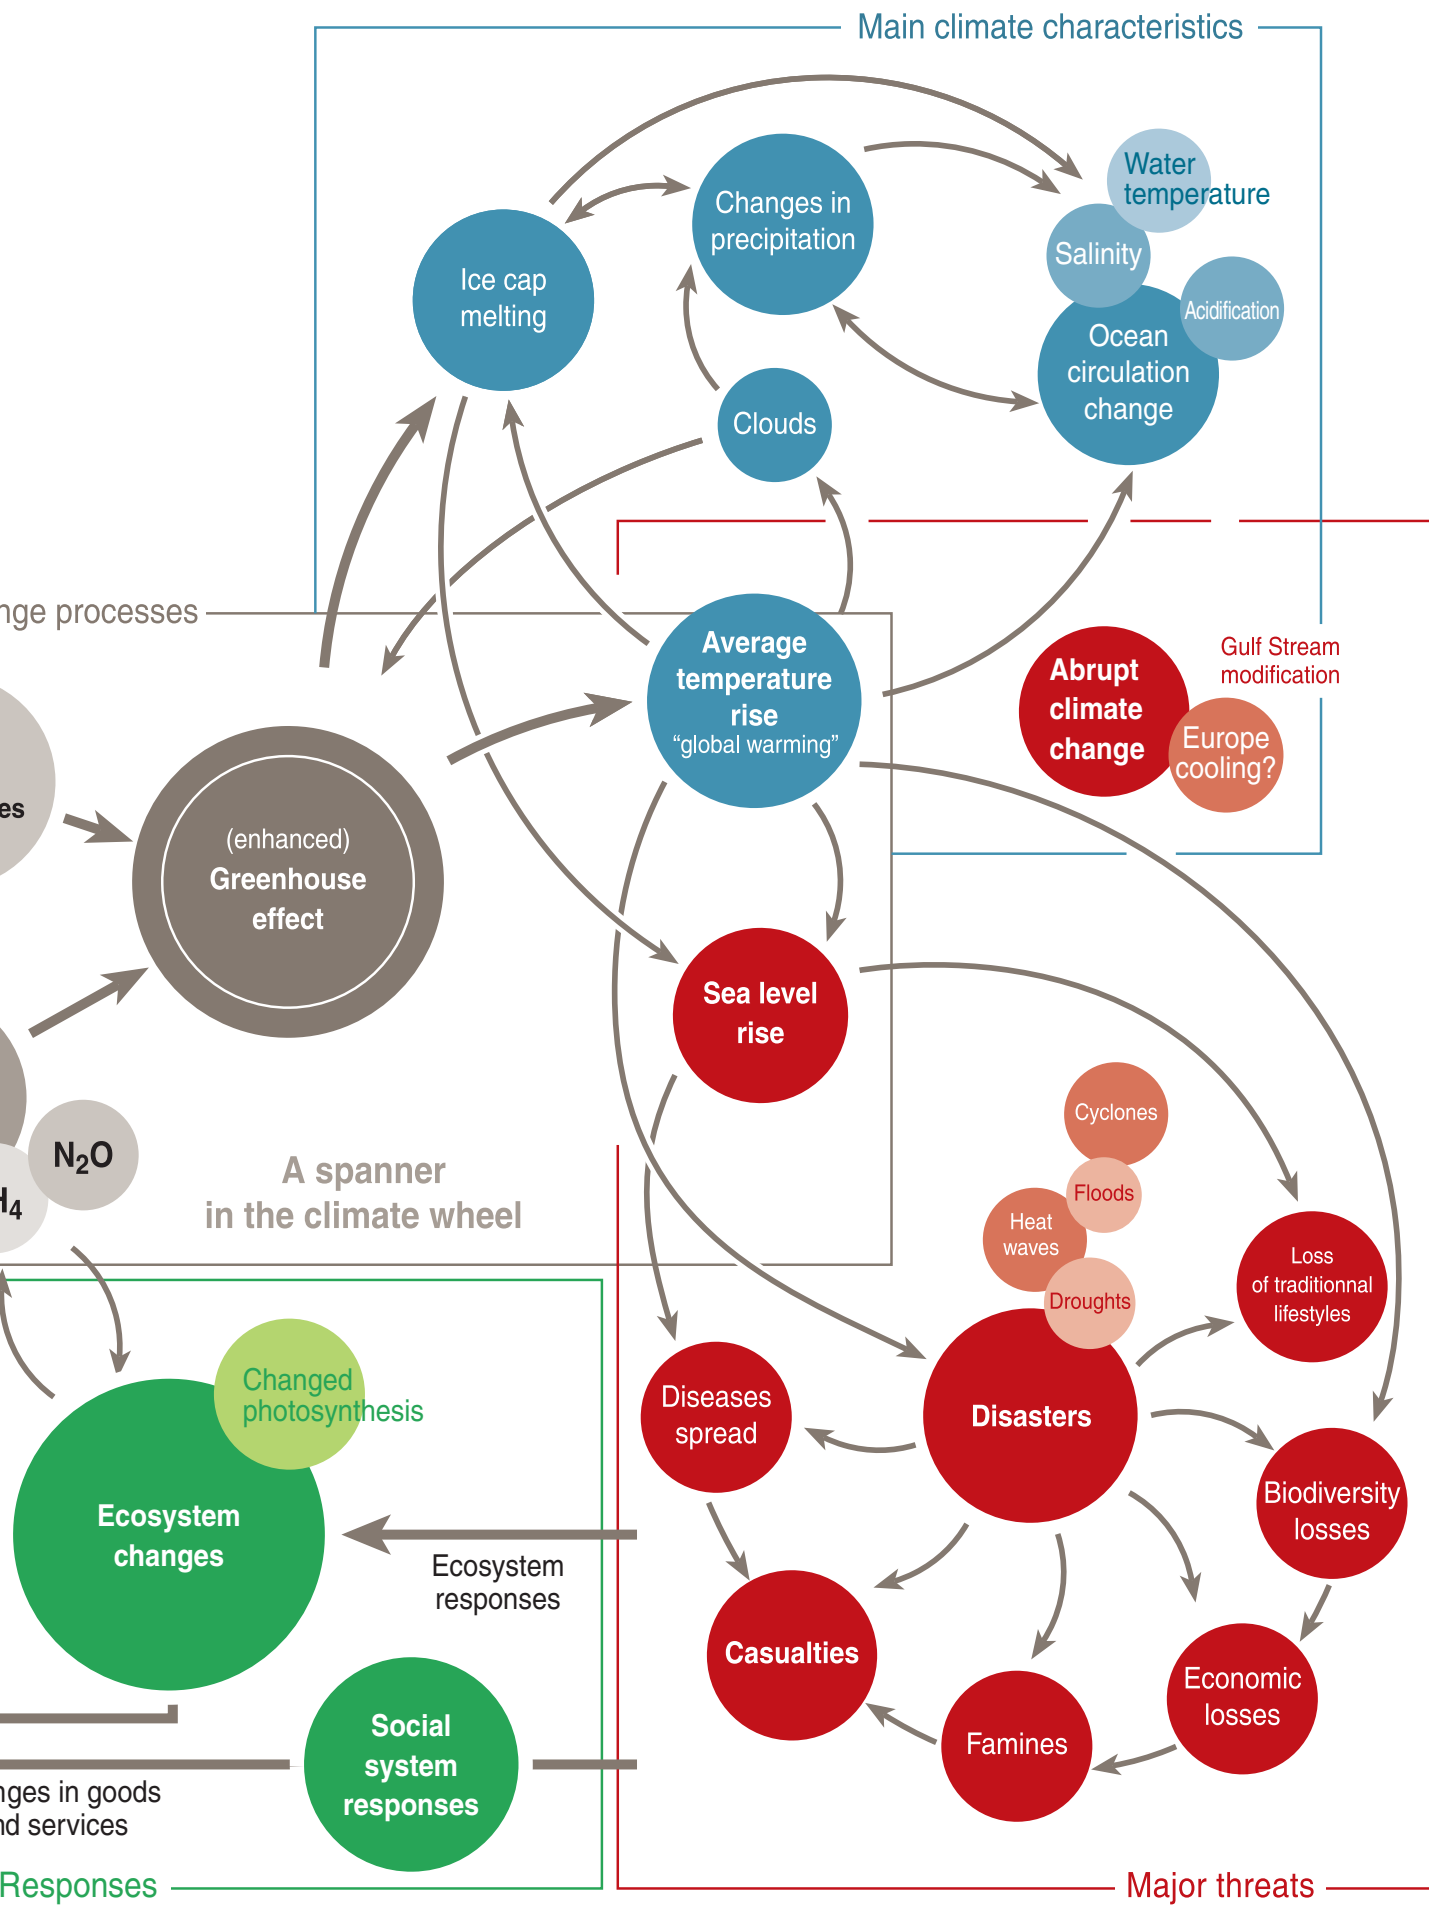 Main climate characteristics
Water
temperature
Changes in
precipitation
Salinity
Ice cap
melting
Acidification
Ocean
circulation
change
Clouds
nge processes
Average
temperature
rise
“global warming”
Abrupt
climate
change
Gulf Stream
modification
Europe
cooling?
es
(enhanced)
Greenhouse
effect
Sea level
rise
Cyclones
N2O
H4
A spanner
in the climate wheel
Floods
Heat
waves
Droughts
Loss
of traditionnal
lifestyles
Changed
photosynthesis
Diseases
spread
Disasters
Biodiversity
losses
Ecosystem
changes
Ecosystem
responses
Casualties
Economic
losses
Famines
Social
system
responses
nges in goods
nd services
Responses
Major threats